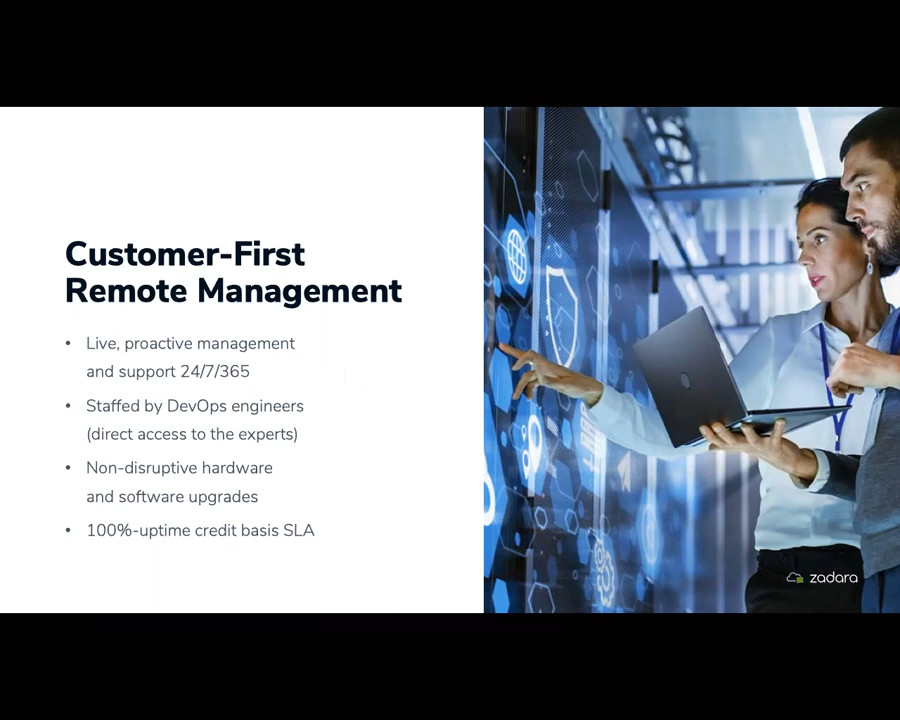 Customer-First
Remote Management
• Live, proactive management
and support 24/7/365
• Staffed by DevOps engineers
(direct access to the experts)
• Non-disruptive hardware
and software upgrades
• 100%-uptime credit basis SLA
zadara